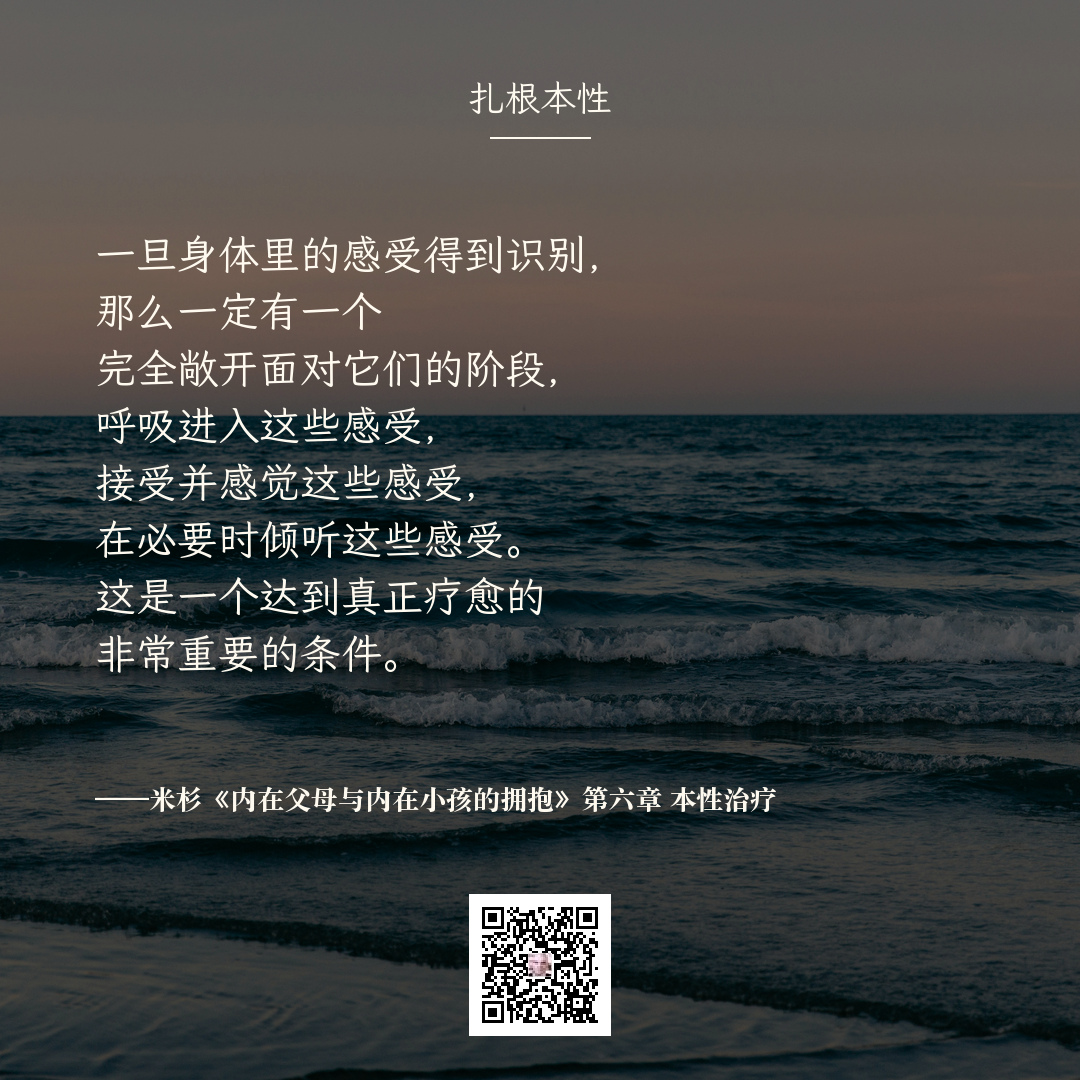 扎根本性
一旦身体里的感受得到识别，
那么一定有一个
完全敞开面对它们的阶段，
呼吸进入这些感受，
接受并感觉这些感受，
在必要时倾听这些感受。
这是一个达到真正疗愈的
非常重要的条件。
——米杉《内在父母与内在小孩的拥抱》第六章 本性治疗